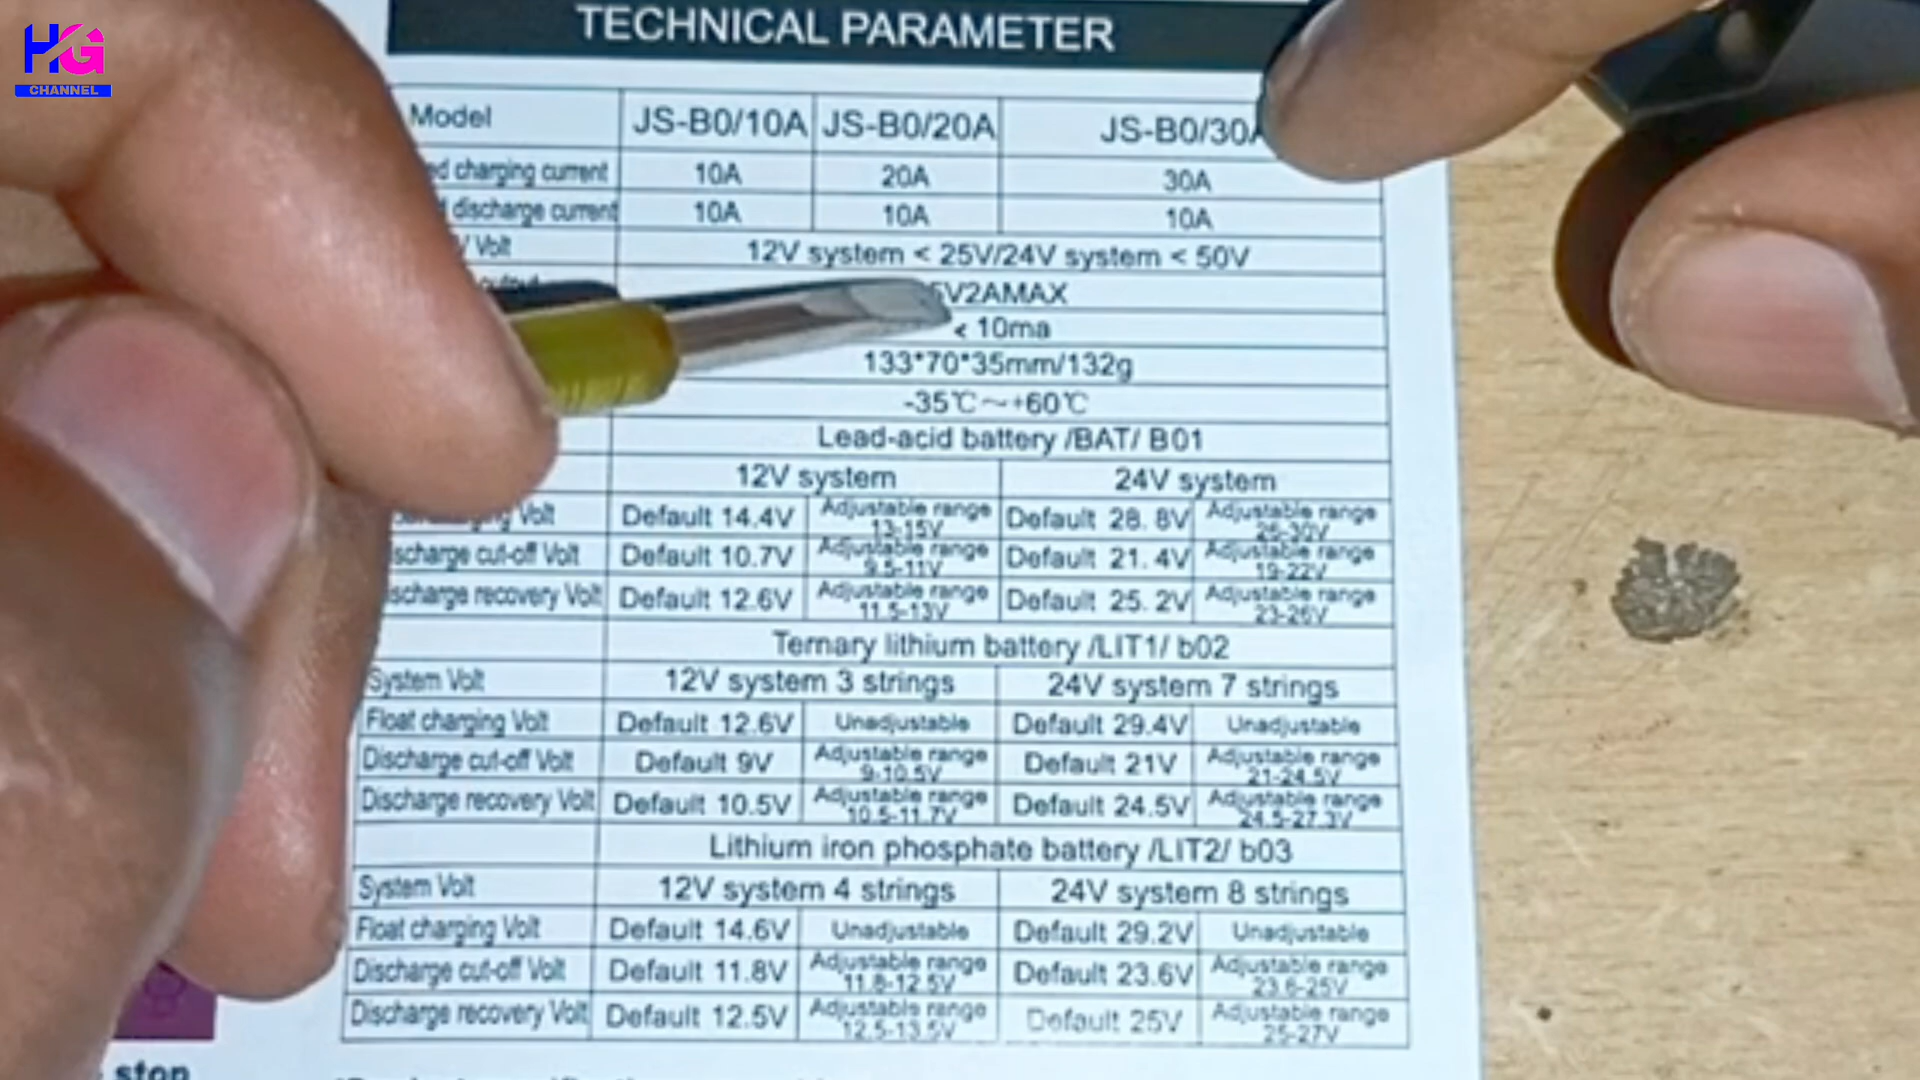 HG
CHANNEL
TECHNICAL PARAMETER
Model JS-B0/10A JS-B0/20A JS-B0/30A
charging current 10A 20A 30A
discharge current 10A 10A 10A
Volt 12V system < 25V/24V system < 50V
5V2AMAX
< 10ma
133*70*35mm/132g
-35℃~+60℃
Lead-acid battery /BAT/ B01
12V system 24V system
Volt Default 14.4V Adjustable range 13-15V Default 28. 8V Adjustable range 26-30V
scharge cut-off Volt Default 10.7V Adjustable range 9.5-11V Default 21. 4V Adjustable range 19-22V
scharge recovery Volt Default 12.6V Adjustable range 11.5-13V Default 25. 2V Adjustable range 23-26V
Ternary lithium battery /LIT1/ b02
System Volt 12V system 3 strings 24V system 7 strings
Float charging Volt Default 12.6V Unadjustable Default 29.4V Unadjustable
Discharge cut-off Volt Default 9V Adjustable range 9-10.5V Default 21V Adjustable range 21-24.5V
Discharge recovery Volt Default 10.5V Adjustable range 10.5-11.7V Default 24.5V Adjustable range 24.5-27.3V
Lithium iron phosphate battery /LIT2/ b03
System Volt 12V system 4 strings 24V system 8 strings
Float charging Volt Default 14.6V Unadjustable Default 29.2V Unadjustable
Discharge cut-off Volt Default 11.8V Adjustable range 11.8-12.5V Default 23.6V Adjustable range 23.6-25V
Discharge recovery Volt Default 12.5V Adjustable range 12.5-13.5V Default 25V Adjustable range 25-27V
stop